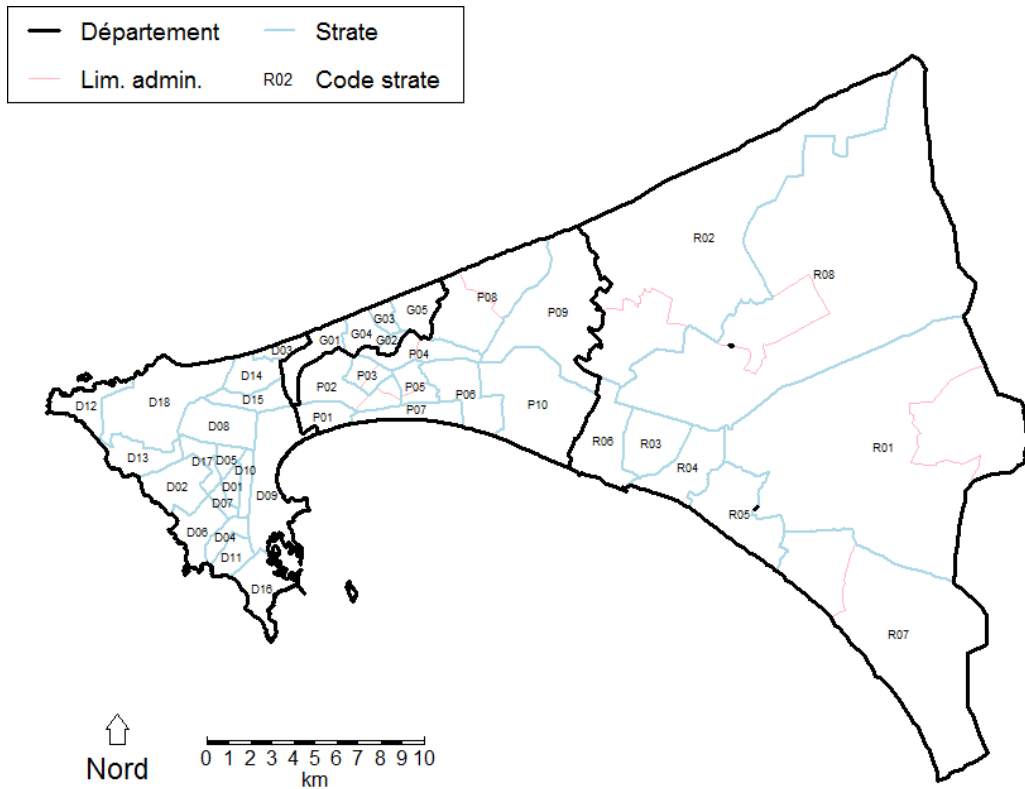 Département
Strate
Lim. admin.
R02
Code strate
R02
R08
P08
G05
P09
G03
G04
G02
G01
D03
P04
D14
P03
P02
P05
P06
D15
D12
D18
P10
P07
P01
D08
R06
R03
R01
D13
D17
D05
R04
D10
D02
D01
D09
D07
R05
D06
D04
D11
D16
R07
Nord
0 1 2 3 4 5 6 7 8 9 10
km